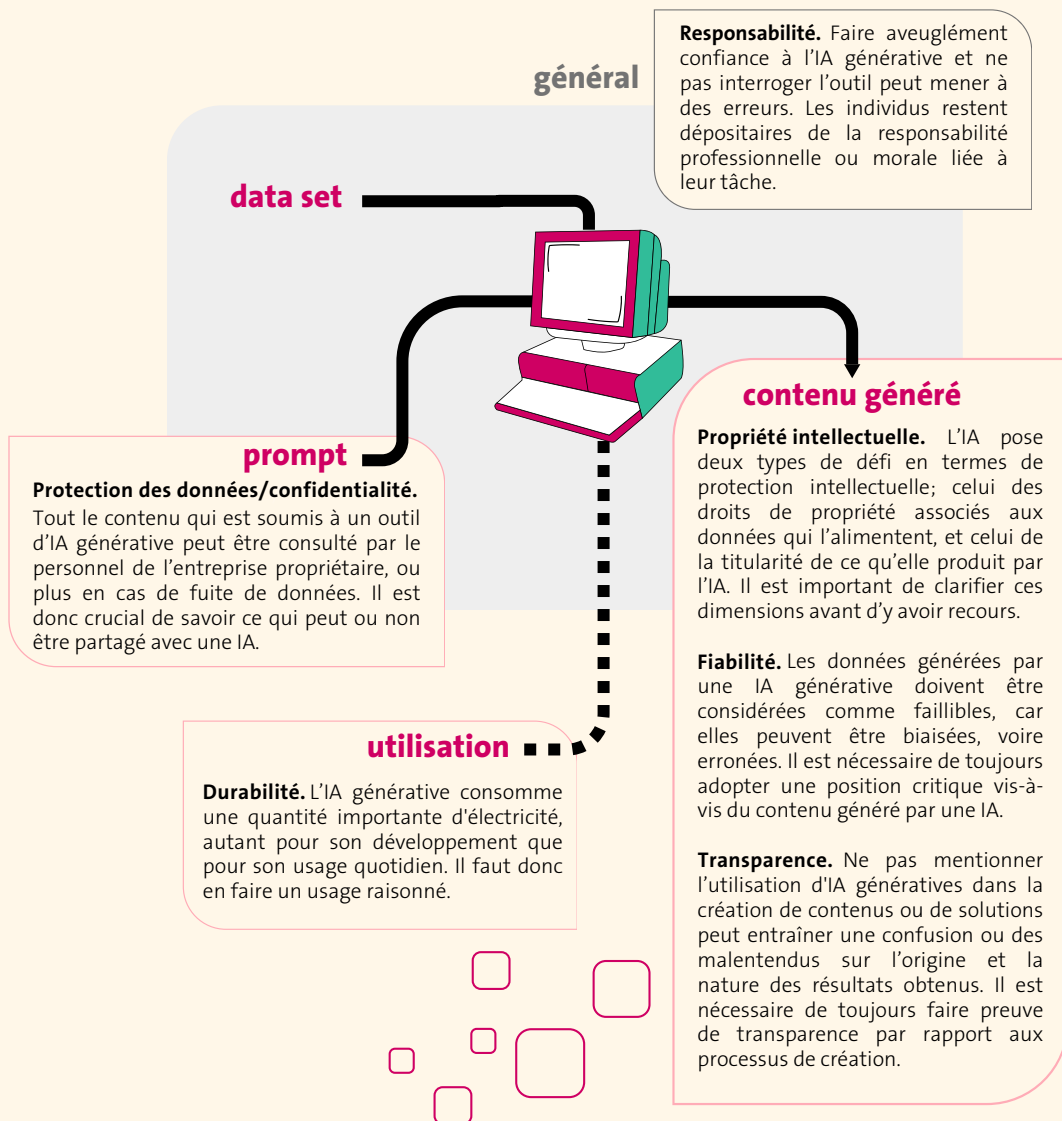 général
Responsabilité. Faire aveuglément
confiance à l'IA générative et ne
pas interroger l'outil peut mener à
des erreurs. Les individus restent
dépositaires de la responsabilité
professionnelle ou morale liée à
leur tâche.
data set
prompt
Protection des données/confidentialité.
Tout le contenu qui est soumis à un outil
d'IA générative peut être consulté par le
personnel de l'entreprise propriétaire, ou
plus en cas de fuite de données. Il est
donc crucial de savoir ce qui peut ou non
être partagé avec une IA.
utilisation
Durabilité. L'IA générative consomme
une quantité importante d'électricité,
autant pour son développement que
pour son usage quotidien. Il faut donc
en faire un usage raisonné.
contenu généré
Propriété intellectuelle. L'IA pose
deux types de défi en termes de
protection intellectuelle; celui des
droits de propriété associés aux
données qui l'alimentent, et celui de
la titularité de ce qu'elle produit par
l'IA. Il est important de clarifier ces
dimensions avant d'y avoir recours.
Fiabilité. Les données générées par
une IA générative doivent être
considérées comme faillibles, car
elles peuvent être biaisées, voire
erronées. Il est nécessaire de toujours
adopter une position critique vis-à-
vis du contenu généré par une IA.
Transparence. Ne pas mentionner
l'utilisation d'IA génératives dans la
création de contenus ou de solutions
peut entraîner une confusion ou des
malentendus sur l'origine et la
nature des résultats obtenus. Il est
nécessaire de toujours faire preuve
de transparence par rapport aux
processus de création.